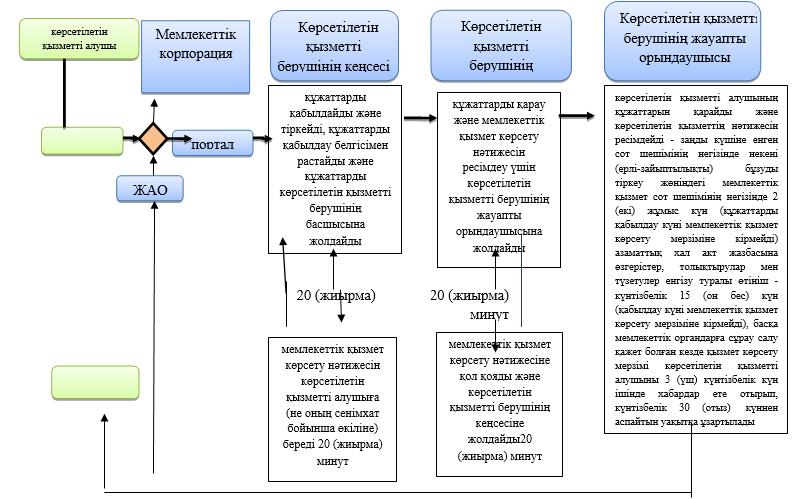 көрсетілетін
қызметті алушы
Мемлекеттік
корпорация
портал
ЖАО
Көрсетілетін
қызметті
берушінің кеңсесі
құжаттарды
қабылдайды және
тіркейді, құжаттарды
қабылдау белгісімен
растайды және
құжаттарды
көрсетілетін қызметті
берушінің
басшысына
жолдайды
20 (жиырма)
мемлекеттік қызмет
көрсету нәтижесін
көрсетілетін
қызметті алушыға
(не оның сенімхат
бойынша өкіліне)
береді 20 (жиырма)
минут
Көрсетілетін
қызметті
берушінің
құжаттарды қарау
және мемлекеттік
қызмет көрсету
нәтижесін
ресімдеу үшін
көрсетілетін
қызметті берушінің
жауапты
орындаушысына
жолдайды
20 (жиырма)
минут
мемлекеттік қызмет
көрсету нәтижесіне
қол қояды және
көрсетілетін
қызметті берушінің
кеңсесіне
жолдайды20
(жиырма) минут
Көрсетілетін қызметті
берушінің жауапты
орындаушысы
көрсетілетін қызметті алушының
құжаттарын қарайды және
көрсетілетін қызметтің нәтижесін
ресімдейді - заңды күшіне енген
сот шешімінің негізінде некені
(ерлі-зайыптылықты) бұзуды
тіркеу жөніндегі мемлекеттік
қызмет сот шешімінің негізінде 2
(екі) жұмыс күн (құжаттарды
қабылдау күні мемлекеттік қызмет
көрсету мерзіміне кірмейді)
азаматтық хал акт жазбасына
өзгерістер, толықтырулар мен
түзетулер енгізу туралы өтініш -
күнтізбелік 15 (он бес) күн
(қабылдау күні мемлекеттік қызмет
көрсету мерзіміне кірмейді), басқа
мемлекеттік органдарға сұрау салу
қажет болған кезде қызмет көрсету
мерзімі көрсетілетін қызметті
алушыны 3 (үш) күнтізбелік күн
ішінде хабардар ете отырып,
күнтізбелік 30 (отыз) күннен
аспайтын уақытқа ұзартылады